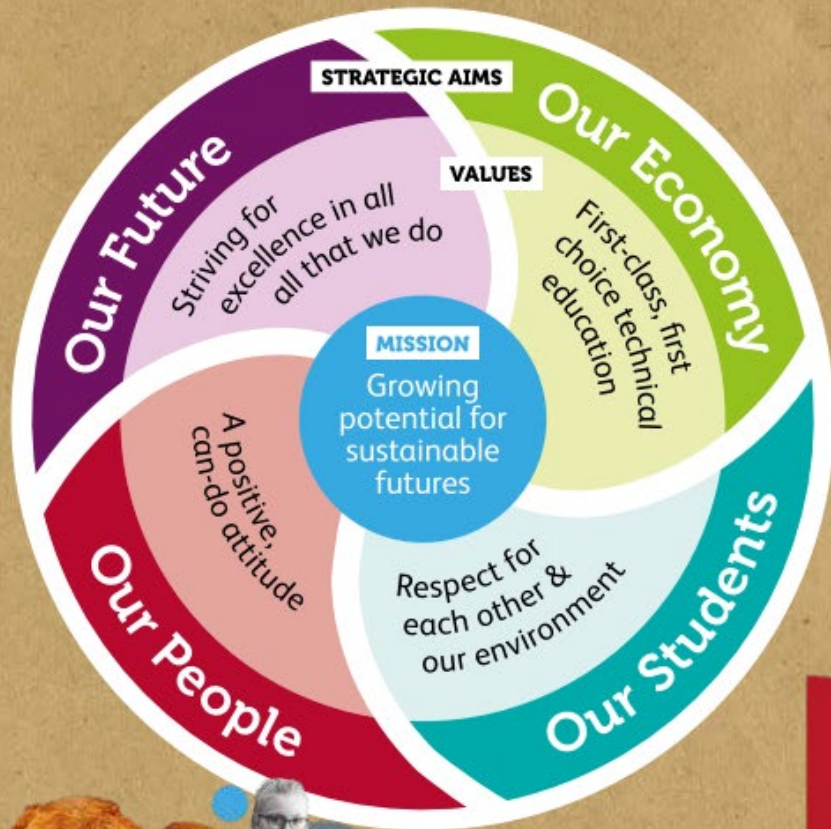 STRATEGIC AIMS
Our Future
Our Economy
VALUES
Striving for
excellence in all
all that we do
First-class, first
choice technical
education
MISSION
Growing
potential for
sustainable
futures
A positive,
can-do attitude
Respect for
each other &
our environment
Our People
Our Students